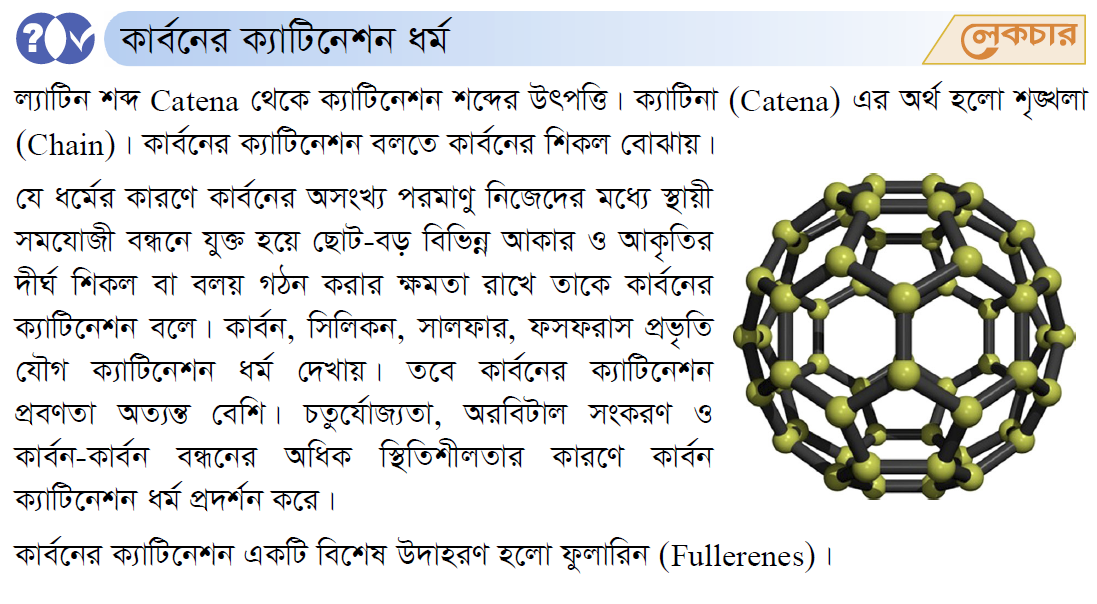 কার্বনের ক্যাটিনেশন ধর্ম
লেকচার
ল্যাটিন শব্দ Catena থেকে ক্যাটিনেশন শব্দের উৎপত্তি। ক্যাটিনা (Catena) এর অর্থ হলো শৃঙ্খলা
(Chain)। কার্বনের ক্যাটিনেশন বলতে কার্বনের শিকল বোঝায়।
যে ধর্মের কারণে কার্বনের অসংখ্য পরমাণু নিজেদের মধ্যে স্থায়ী
সমযোজী বন্ধনে যুক্ত হয়ে ছোট-বড় বিভিন্ন আকার ও আকৃতির
দীর্ঘ শিকল বা বলয় গঠন করার ক্ষমতা রাখে তাকে কার্বনের
ক্যাটিনেশন বলে। কার্বন, সিলিকন, সালফার, ফসফরাস প্রভৃতি
যৌগ ক্যাটিনেশন ধর্ম দেখায়। তবে কার্বনের ক্যাটিনেশন
প্রবণতা অত্যন্ত বেশি। চতুর্যোজ্যতা, অরবিটাল সংকরণ ও
কার্বন-কার্বন বন্ধনের অধিক স্থিতিশীলতার কারণে কার্বন
ক্যাটিনেশন ধর্ম প্রদর্শন করে।
কার্বনের ক্যাটিনেশন একটি বিশেষ উদাহরণ হলো ফুলারিন (Fullerenes)।